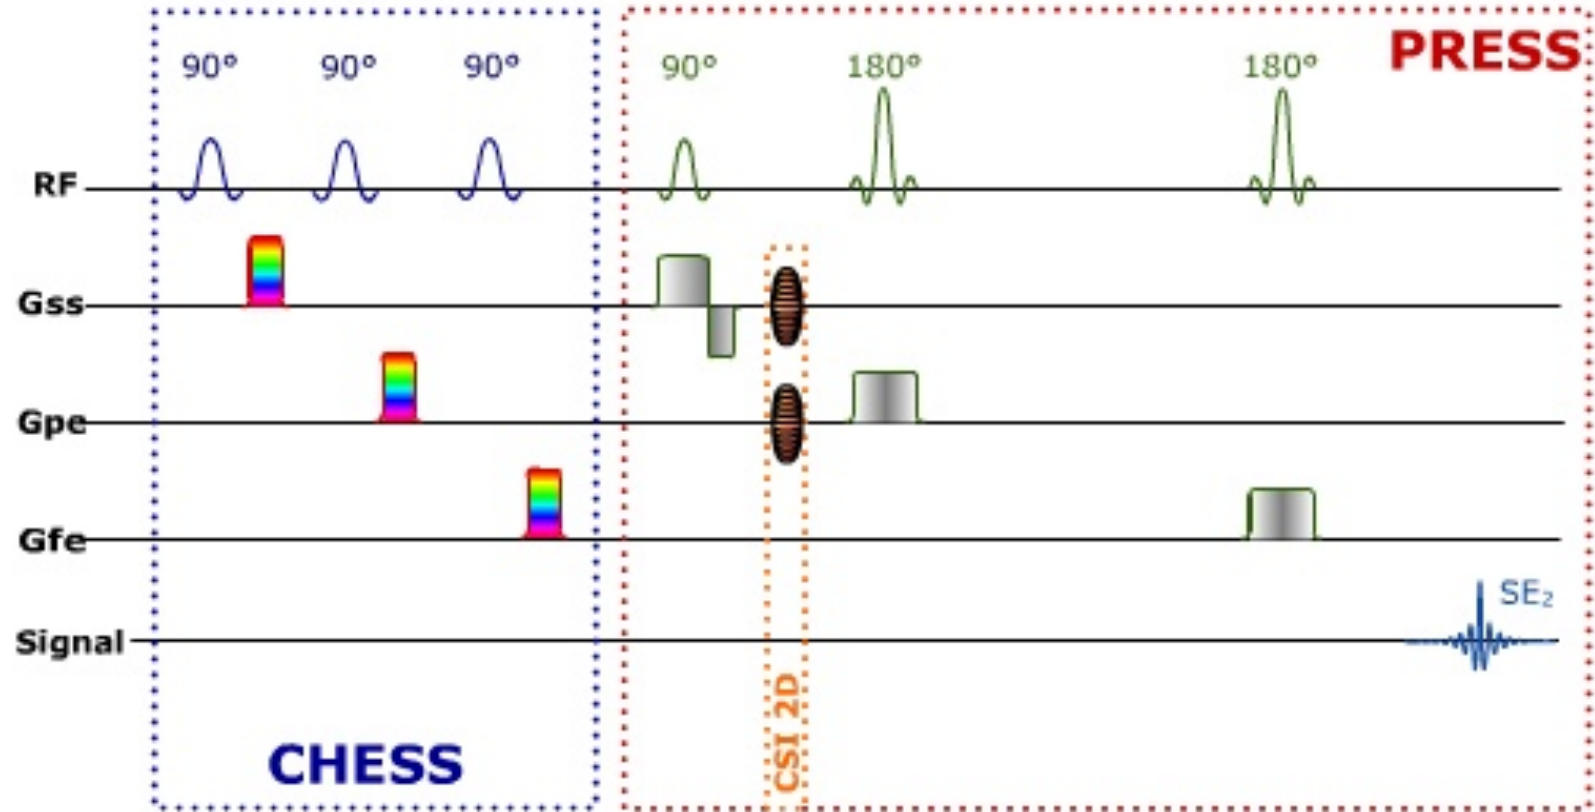 PRESS
90° 90° 90° 90° 180° 180°
RF
Gss
Gpe
Gfe
SE₂
Signal
CSI 2D
CHESS